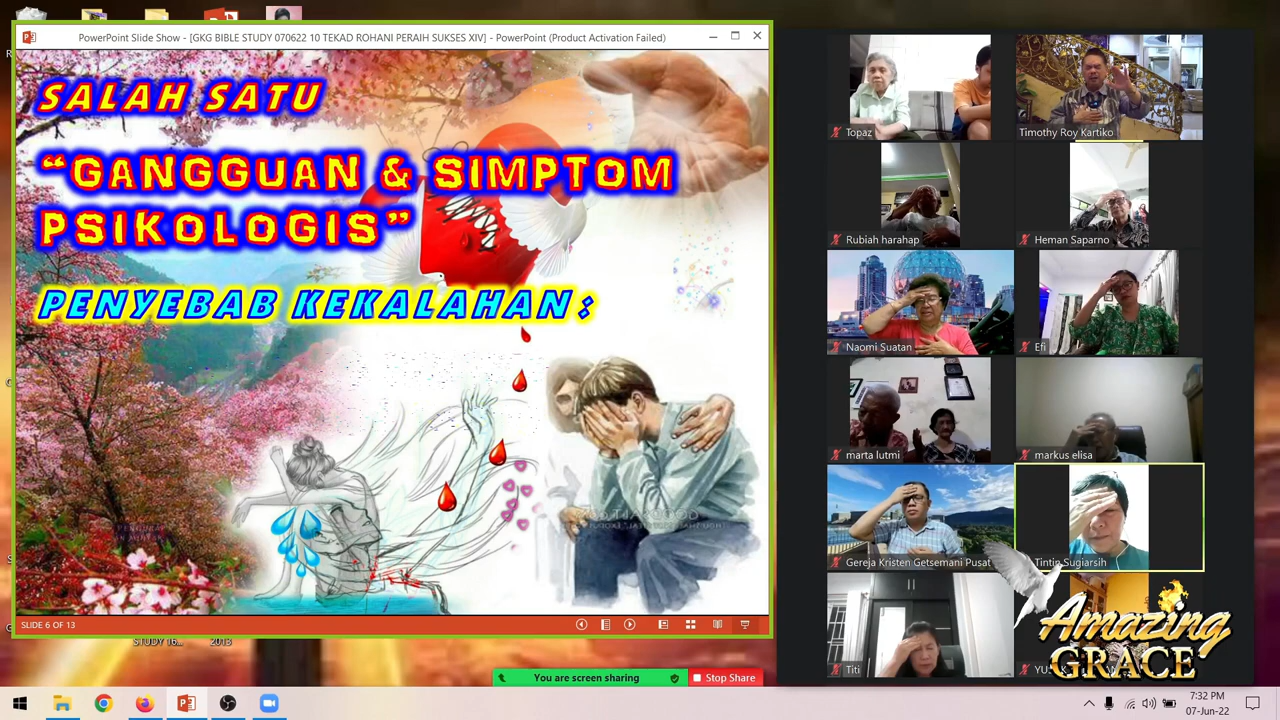 PowerPoint Slide Show - [GKG BIBLE STUDY 070622 10 TEKAD ROHANI PERAIH SUKSES XIV] - PowerPoint (Product Activation Failed)
SALAH SATU
“GANGGUAN & SIMPTOM
PSIKOLOGIS”
PENYEBAB KEKALAHAN :
SLIDE 6 OF 13
STUDY 16...
2013
You are screen sharing
Stop Share
Topaz
Timothy Roy Kartiko
Rubiah harahap
Heman Saparno
Naomi Suatan
Efi
marta lutmi
markus elisa
Gereja Kristen Getsemani Pusat
Tintin Sugiarsih
Titi
Amazing
GRACE
7:32 PM
07-Jun-22